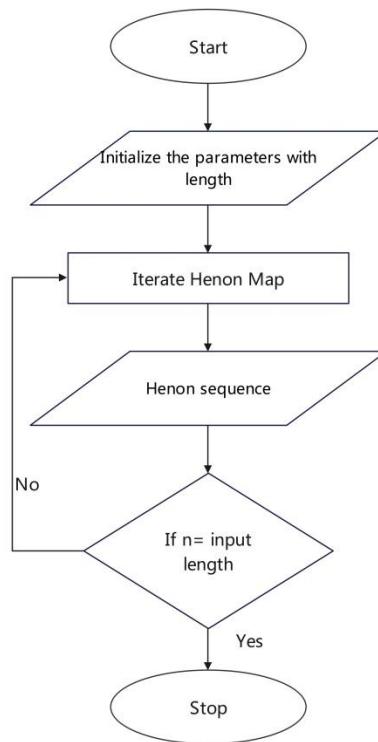 Start
Initialize the parameters with
length
Iterate Henon Map
Henon sequence
No
If n= input
length
Yes
Stop